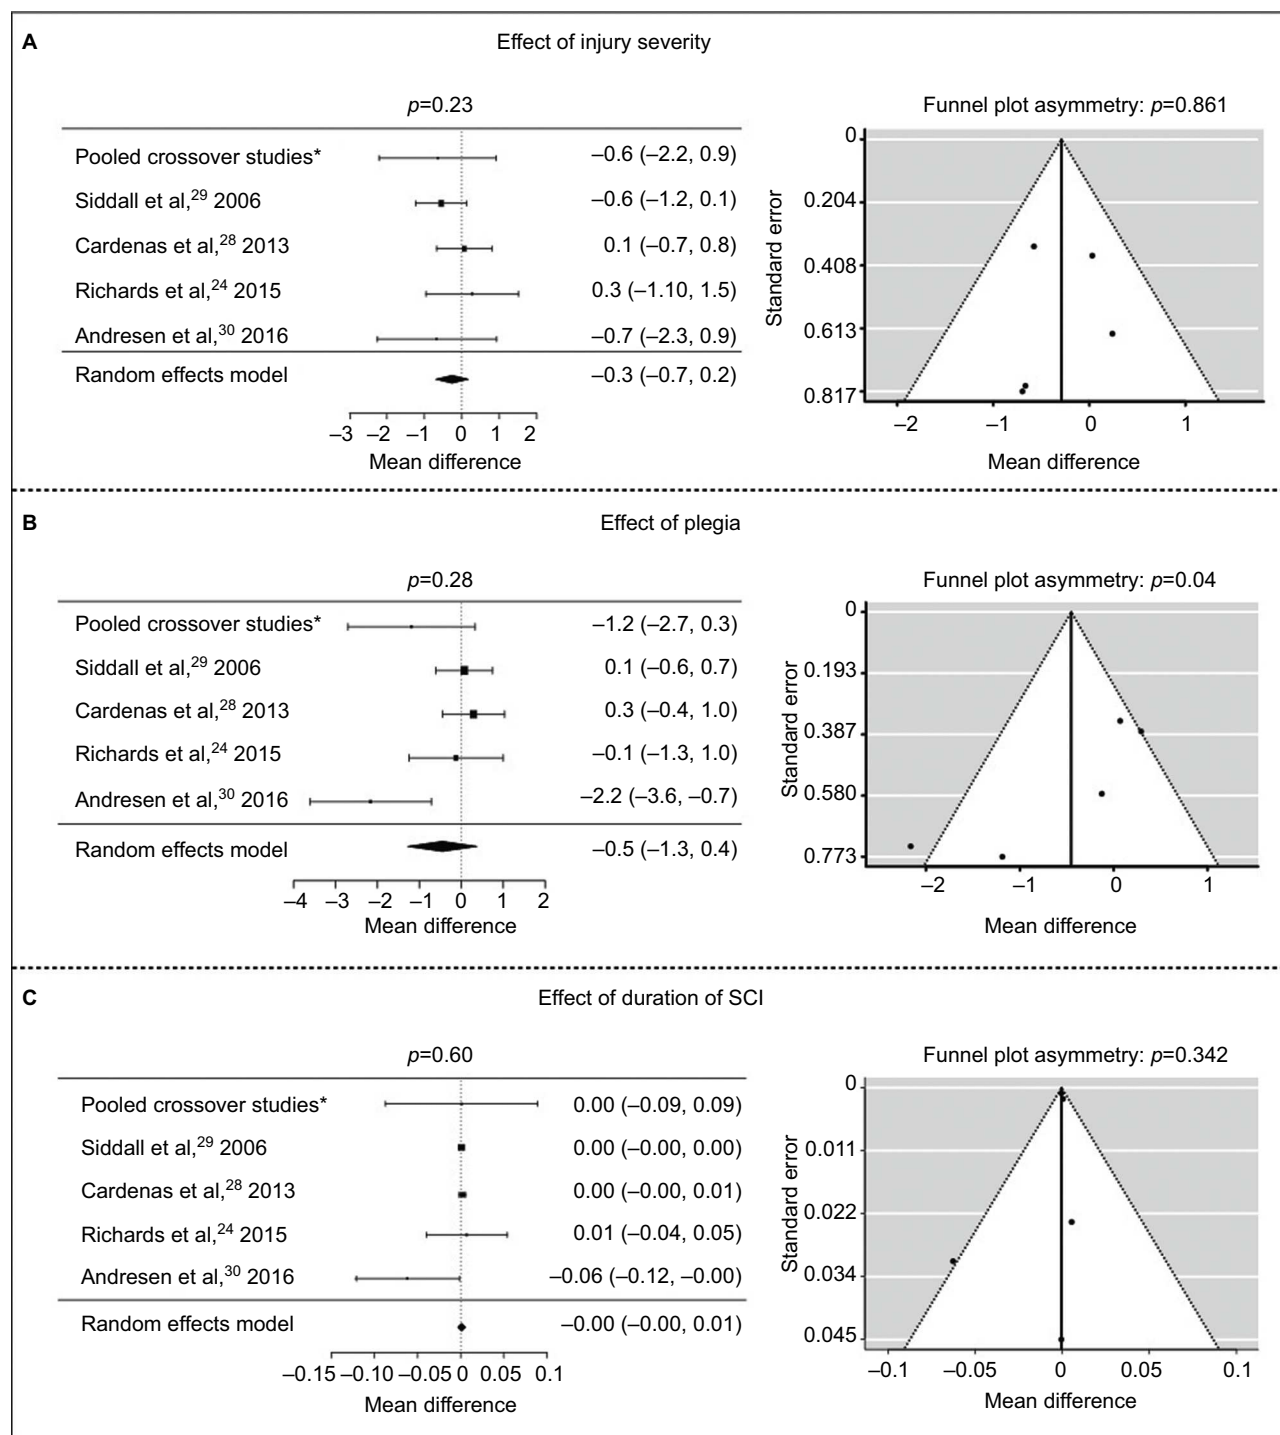 A
Effect of injury severity
p=0.23
Pooled crossover studies* –0.6 (–2.2, 0.9)
Siddall et al,29 2006 –0.6 (–1.2, 0.1)
Cardenas et al,28 2013 0.1 (–0.7, 0.8)
Richards et al,24 2015 0.3 (–1.10, 1.5)
Andresen et al,30 2016 –0.7 (–2.3, 0.9)
Random effects model –0.3 (–0.7, 0.2)
–3 –2 –1 0 1 2
Mean difference
Funnel plot asymmetry: p=0.861
Standard error
0
0.204
0.408
0.613
0.817
–2 –1 0 1
Mean difference
B
Effect of plegia
p=0.28
Pooled crossover studies* –1.2 (–2.7, 0.3)
Siddall et al,29 2006 0.1 (–0.6, 0.7)
Cardenas et al,28 2013 0.3 (–0.4, 1.0)
Richards et al,24 2015 –0.1 (–1.3, 1.0)
Andresen et al,30 2016 –2.2 (–3.6, –0.7)
Random effects model –0.5 (–1.3, 0.4)
–4 –3 –2 –1 0 1 2
Mean difference
Funnel plot asymmetry: p=0.04
Standard error
0
0.193
0.387
0.580
0.773
–2 –1 0 1
Mean difference
C
Effect of duration of SCI
p=0.60
Pooled crossover studies* 0.00 (–0.09, 0.09)
Siddall et al,29 2006 0.00 (–0.00, 0.00)
Cardenas et al,28 2013 0.00 (–0.00, 0.01)
Richards et al,24 2015 0.01 (–0.04, 0.05)
Andresen et al,30 2016 –0.06 (–0.12, –0.00)
Random effects model –0.00 (–0.00, 0.01)
–0.15 –0.10 –0.05 0 0.05 0.1
Mean difference
Funnel plot asymmetry: p=0.342
Standard error
0
0.011
0.022
0.034
0.045
–0.1 –0.05 0 0.05 0.1
Mean difference